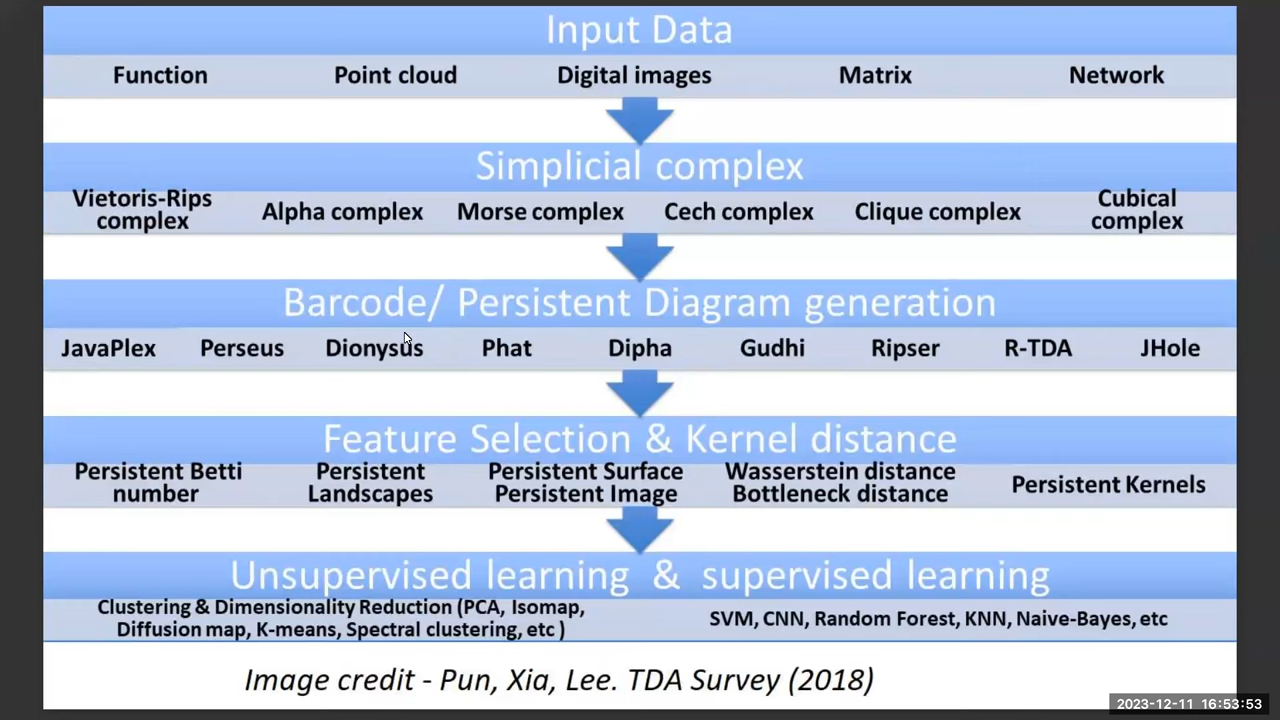 Input Data
Function Point cloud Digital images Matrix Network
Simplicial complex
Vietoris-Rips complex Alpha complex Morse complex Cech complex Clique complex Cubical complex
Barcode/ Persistent Diagram generation
JavaPlex Perseus Dionysus Phat Dipha Gudhi Ripser R-TDA JHole
Feature Selection & Kernel distance
Persistent Betti number
Persistent Landscapes
Persistent Surface
Persistent Image
Wasserstein distance
Bottleneck distance
Persistent Kernels
Unsupervised learning & supervised learning
Clustering & Dimensionality Reduction (PCA, Isomap,
Diffusion map, K-means, Spectral clustering, etc )
SVM, CNN, Random Forest, KNN, Naive-Bayes, etc
Image credit - Pun, Xia, Lee. TDA Survey (2018)
2023-12-11 16:53:53